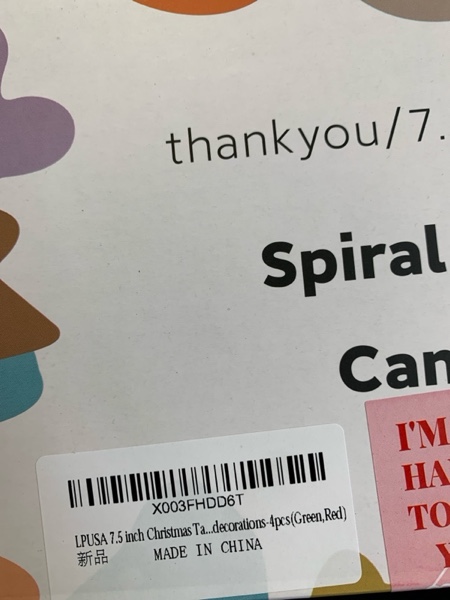 thankyou/7.
Spiral
Can
X003FHDD6T
LPUSA 7.5 inch Christmas Ta...decorations-4pcs(Green,Red)
新品 MADE IN CHINA
I'M
HA
TO
Y